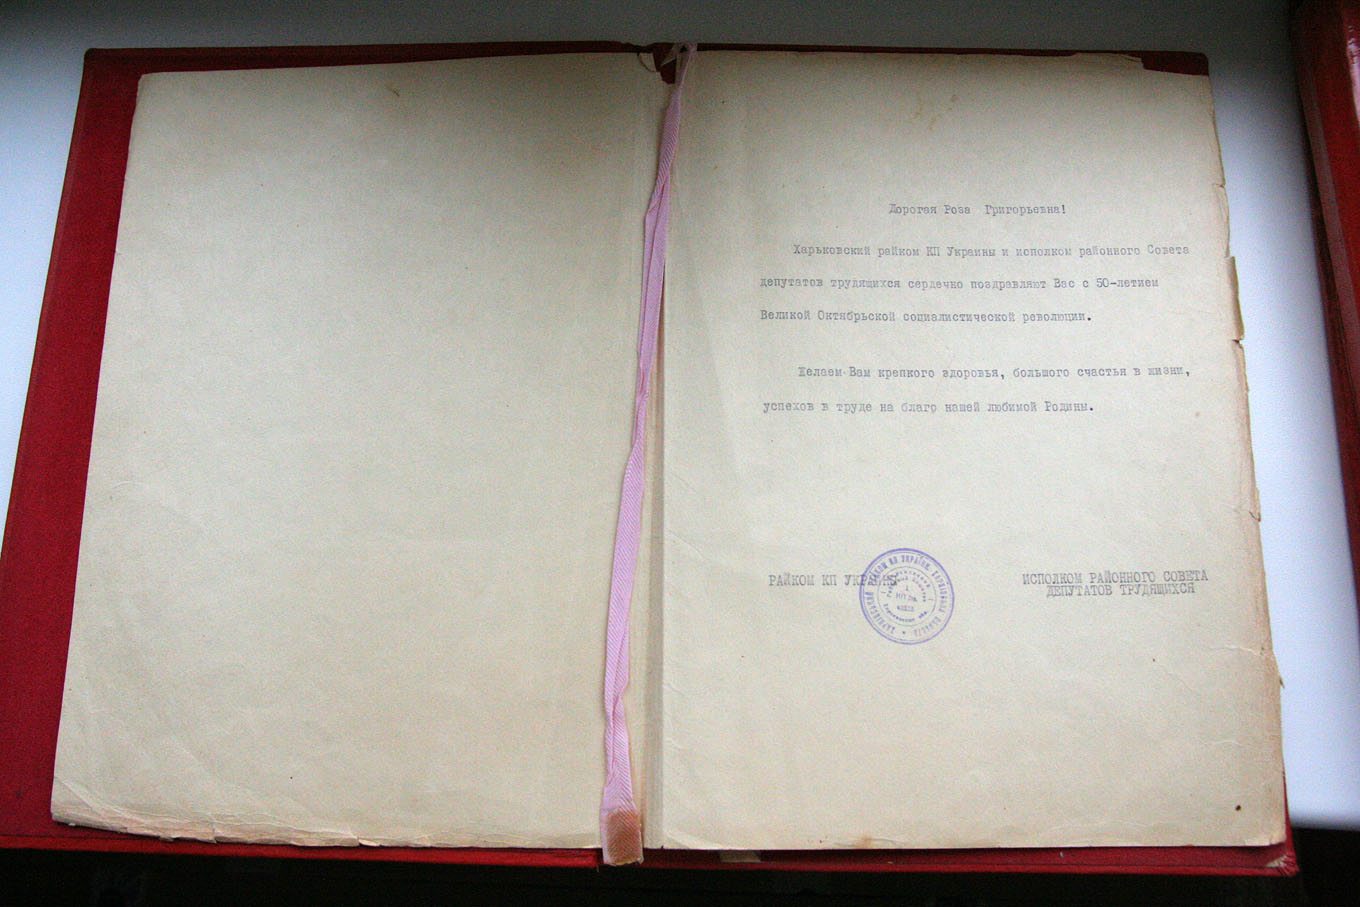 Дорогая Роза Григорьевна!
Харьковский райком КП Украины и исполком районного Совета
депутатов трудящихся сердечно поздравляют Вас с 50-летием
Великой Октябрьской социалистической революции.
Желаем Вам крепкого здоровья, большого счастья в жизни,
успехов в труде на благо нашей любимой Родины.
РАЙКОМ КП УКРАИНЫ
ИСПОЛКОМ РАЙОННОГО СОВЕТА
ДЕПУТАТОВ ТРУДЯЩИХСЯ